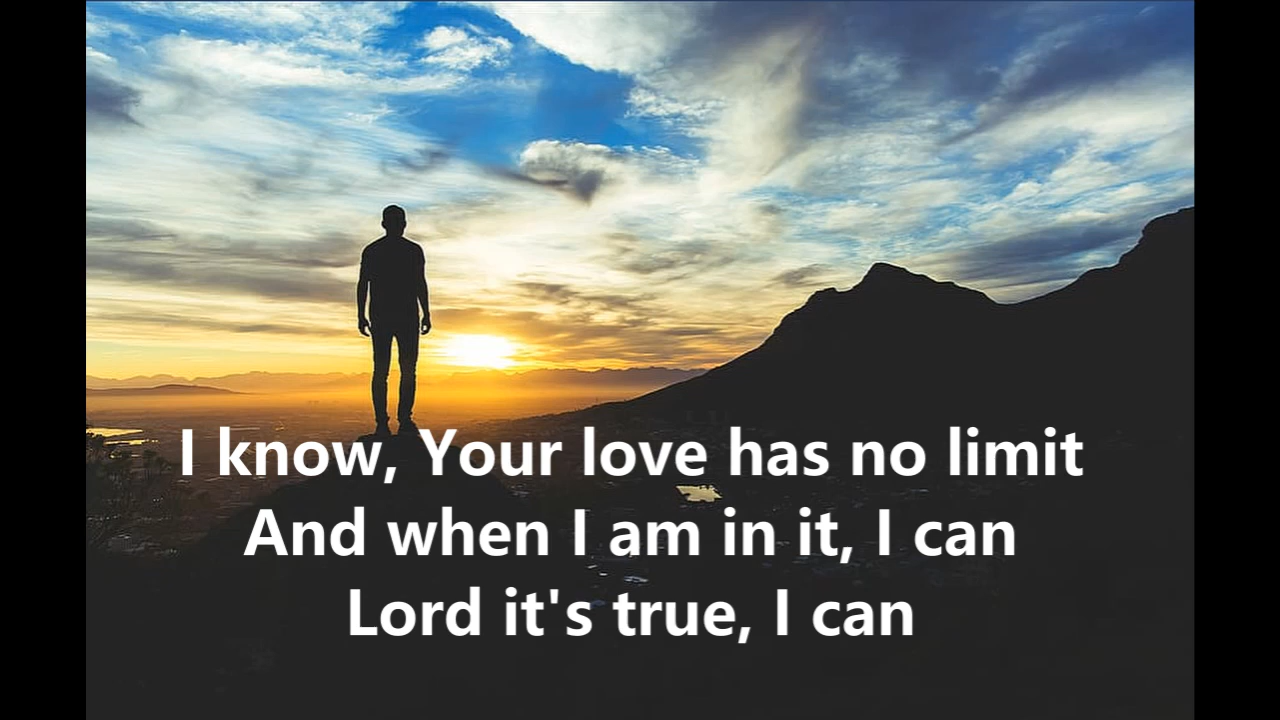 I know, Your love has no limit
And when I am in it, I can
Lord it's true, I can